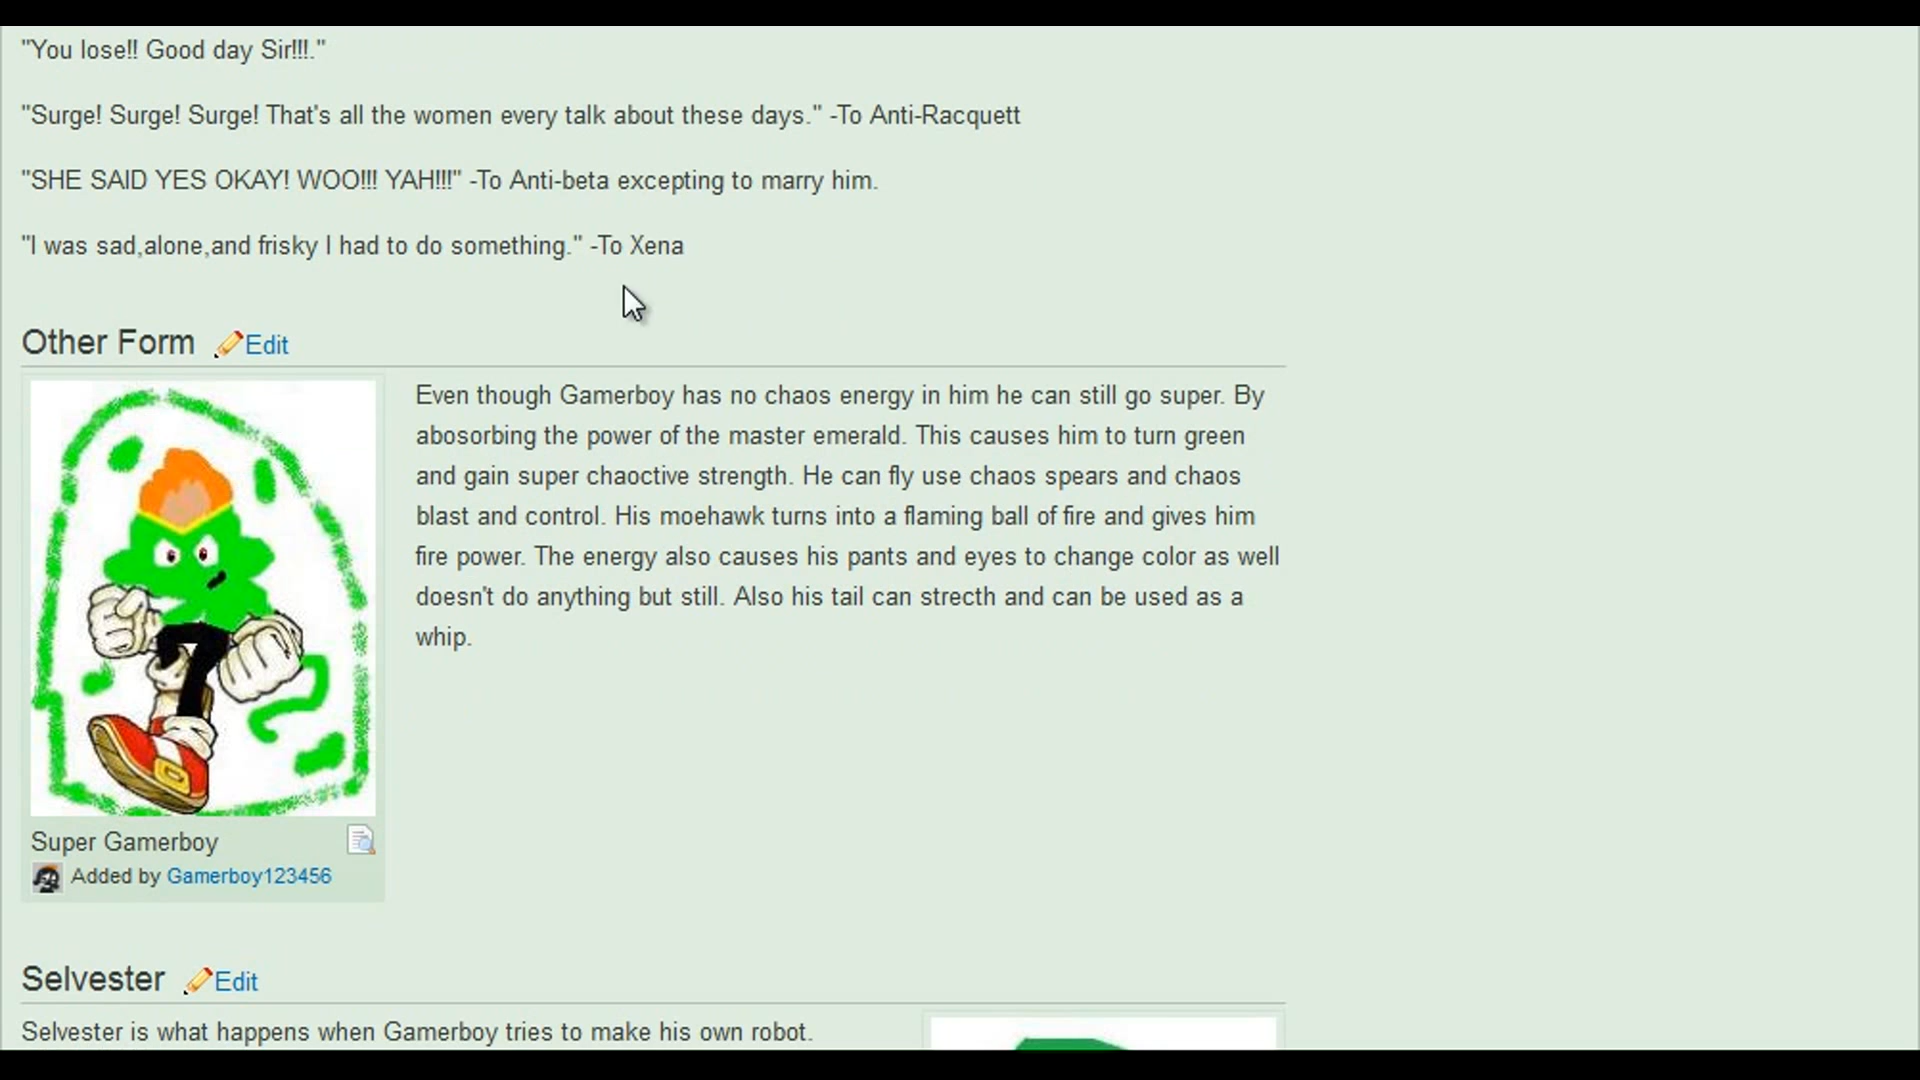 "You lose!! Good day Sir!!!."
"Surge! Surge! Surge! That's all the women every talk about these days." -To Anti-Racquett
"SHE SAID YES OKAY! WOO!!! YAH!!!" -To Anti-beta excepting to marry him.
"I was sad,alone,and frisky I had to do something." -To Xena
Other Form Edit
Even though Gamerboy has no chaos energy in him he can still go super. By
abosorbing the power of the master emerald. This causes him to turn green
and gain super chaoctive strength. He can fly use chaos spears and chaos
blast and control. His moehawk turns into a flaming ball of fire and gives him
fire power. The energy also causes his pants and eyes to change color as well
doesn't do anything but still. Also his tail can strecth and can be used as a
whip.
Super Gamerboy
Added by Gamerboy123456
Selvester Edit
Selvester is what happens when Gamerboy tries to make his own robot.